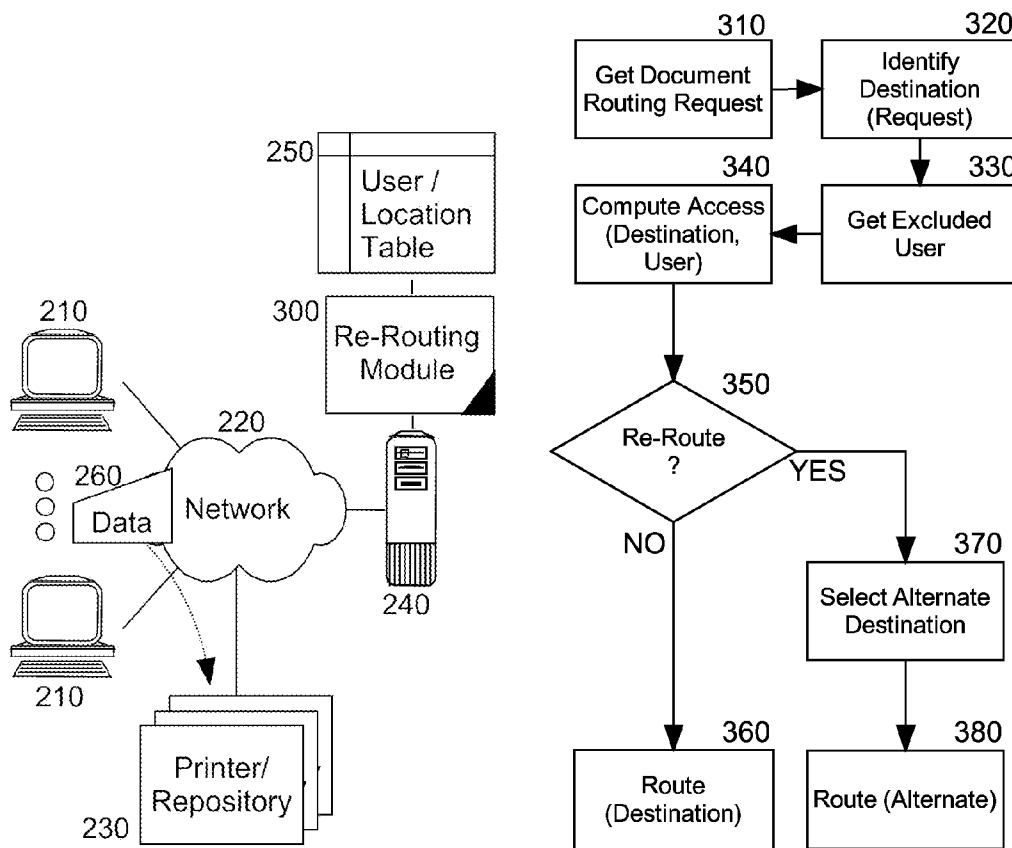 250
User /
Location
Table
300
Re-Routing
Module
210
220
260
Data
Network
240
210
Printer/
Repository
230
310
Get Document
Routing Request
320
Identify
Destination
(Request)
340
Compute Access
(Destination,
User)
330
Get Excluded
User
350
Re-Route
?
YES
NO
370
Select Alternate
Destination
360
Route
(Destination)
380
Route (Alternate)